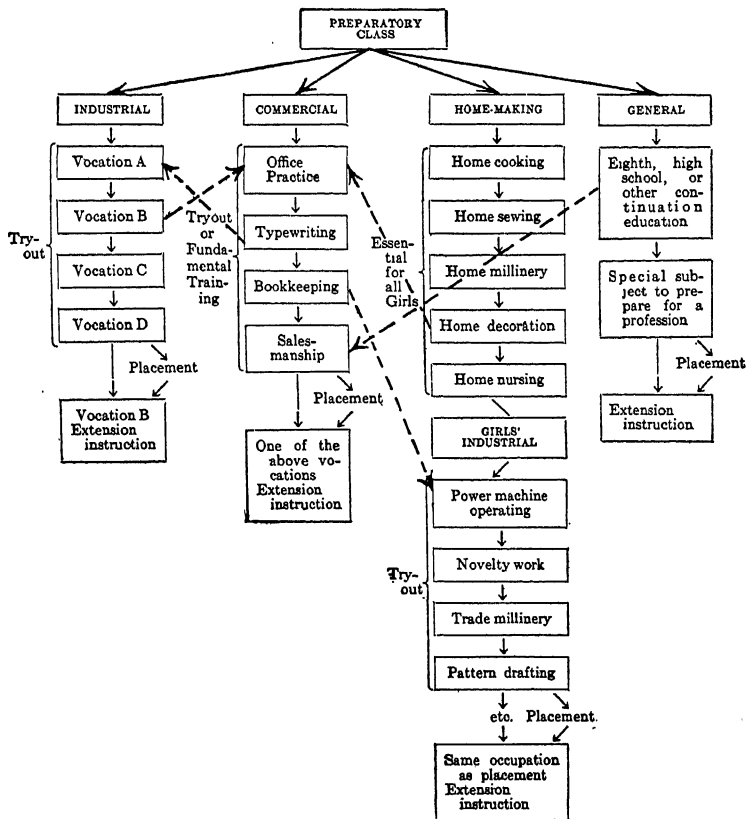 PREPARATORY
CLASS
INDUSTRIAL
COMMERCIAL
HOME-MAKING
GENERAL
Try-
out
Vocation A
Vocation B
Vocation C
Vocation D
Placement
Vocation B
Extension
instruction
Tryout
or
Funda-
mental
Train-
ing
Office
Practice
Typewriting
Bookkeeping
Sales-
manship
Placement
One of the
above vo-
cations
Extension
instruction
Essen-
tial
for
all
Girls
Home cooking
Home sewing
Home millinery
Home decoration
Home nursing
GIRLS'
INDUSTRIAL
Try-
out
Power machine
operating
Novelty work
Trade millinery
Pattern drafting
etc. Placement.
Same occupation
as placement
Extension
instruction
Eighth, high
school, or
other con-
tinuation
education
Special sub-
ject to pre-
pare for a
profession
Placement
Extension
instruction